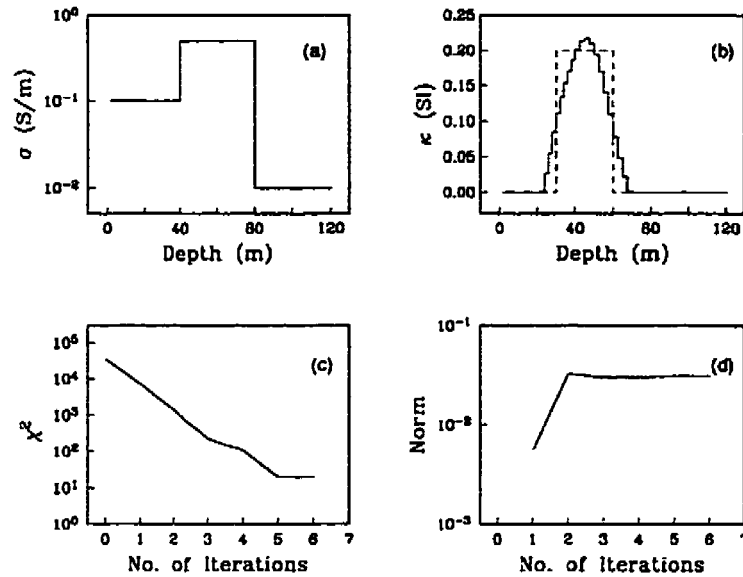 (a)
σ (S/m)
10⁰
10⁻¹
10⁻²
0 40 80 120
Depth (m)
(b)
κ (SI)
0.25
0.20
0.15
0.10
0.05
0.00
0 40 80 120
Depth (m)
(c)
χ²
10⁵
10⁴
10³
10²
10¹
10⁰
0 1 2 3 4 5 6 7
No. of Iterations
(d)
Norm
10⁻¹
10⁻²
10⁻³
0 1 2 3 4 5 6 7
No. of Iterations